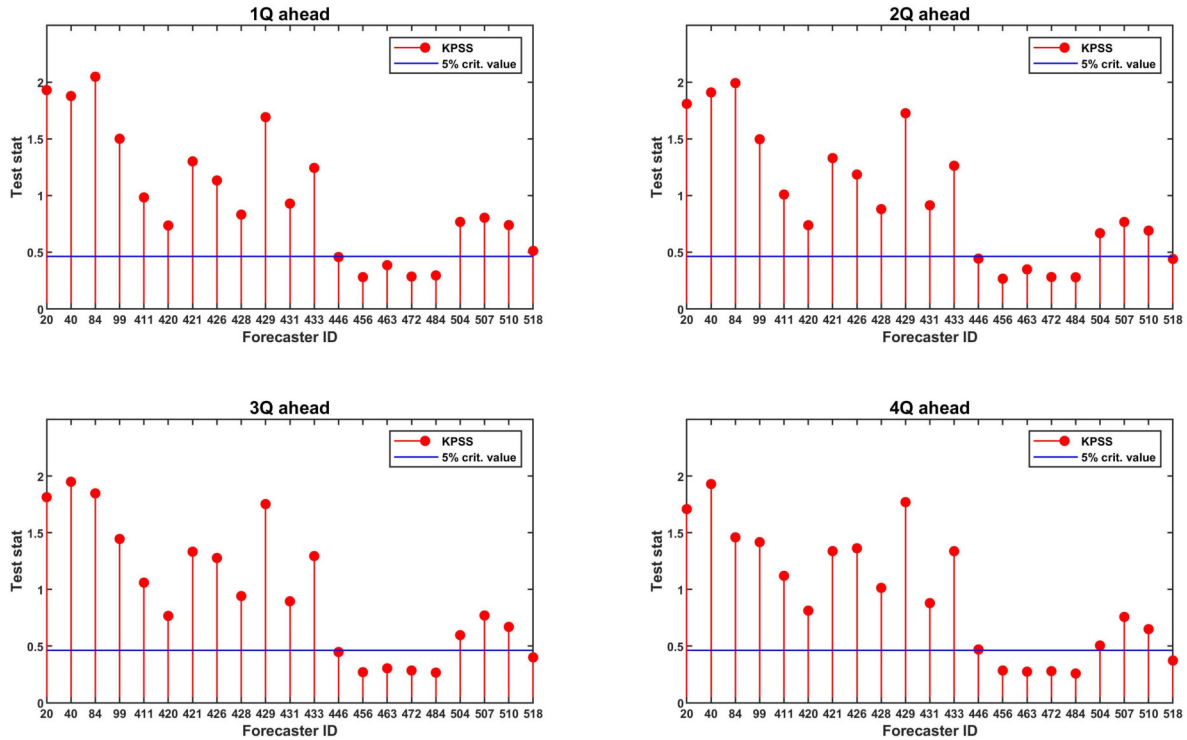 1Q ahead
KPSS
5% crit. value
Test stat
2
1.5
1
0.5
0
20 40 84 99 411 420 421 426 428 429 431 433 446 456 463 472 484 504 507 510 518
Forecaster ID
2Q ahead
KPSS
5% crit. value
Test stat
2
1.5
1
0.5
0
20 40 84 99 411 420 421 426 428 429 431 433 446 456 463 472 484 504 507 510 518
Forecaster ID
3Q ahead
KPSS
5% crit. value
Test stat
2
1.5
1
0.5
0
20 40 84 99 411 420 421 426 428 429 431 433 446 456 463 472 484 504 507 510 518
Forecaster ID
4Q ahead
KPSS
5% crit. value
Test stat
2
1.5
1
0.5
0
20 40 84 99 411 420 421 426 428 429 431 433 446 456 463 472 484 504 507 510 518
Forecaster ID